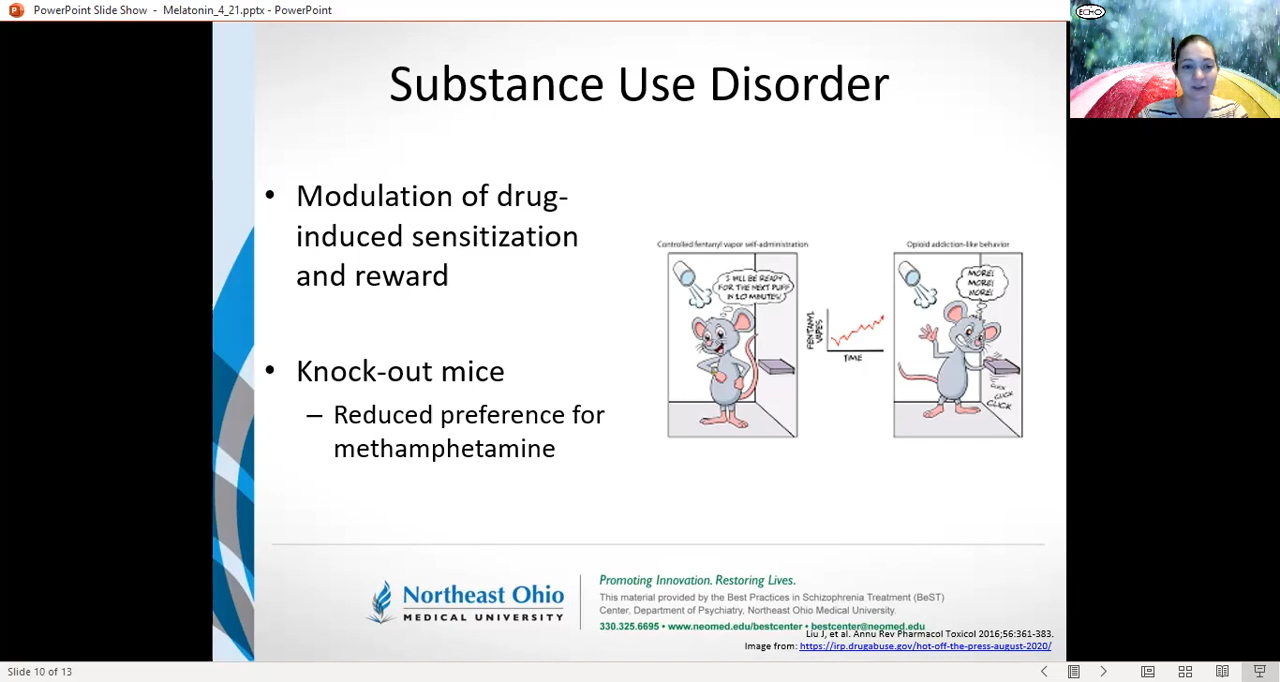 PowerPoint Slide Show - Melatonin_4_21.pptx - PowerPoint
ECHO
Substance Use Disorder
• Modulation of drug-
induced sensitization
and reward
• Knock-out mice
– Reduced preference for
methamphetamine
Controlled fentanyl vapor self-administration
I WILL BE READY
FOR THE NEXT PUFF
IN 10 MINUTES!
FENTANYL
VAPES
TIME
Opioid addiction-like behavior
MORE!
MORE!
MORE!
CLICK
CLICK
CLICK
Northeast Ohio
MEDICAL UNIVERSITY
Promoting Innovation. Restoring Lives.
This material provided by the Best Practices in Schizophrenia Treatment (BeST)
Center, Department of Psychiatry, Northeast Ohio Medical University.
330.325.6695 • www.neomed.edu/bestcenter • bestcenter@neomed.edu
Liu J, et al. Annu Rev Pharmacol Toxicol 2016;56:361-383.
Image from: https://irp.drugabuse.gov/hot-off-the-press-august-2020/
Slide 10 of 13